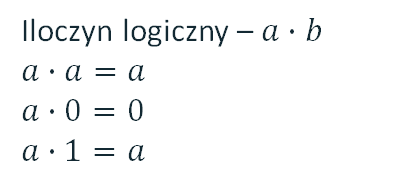 Iloczyn logiczny – a · b
a · a = a
a · 0 = 0
a · 1 = a